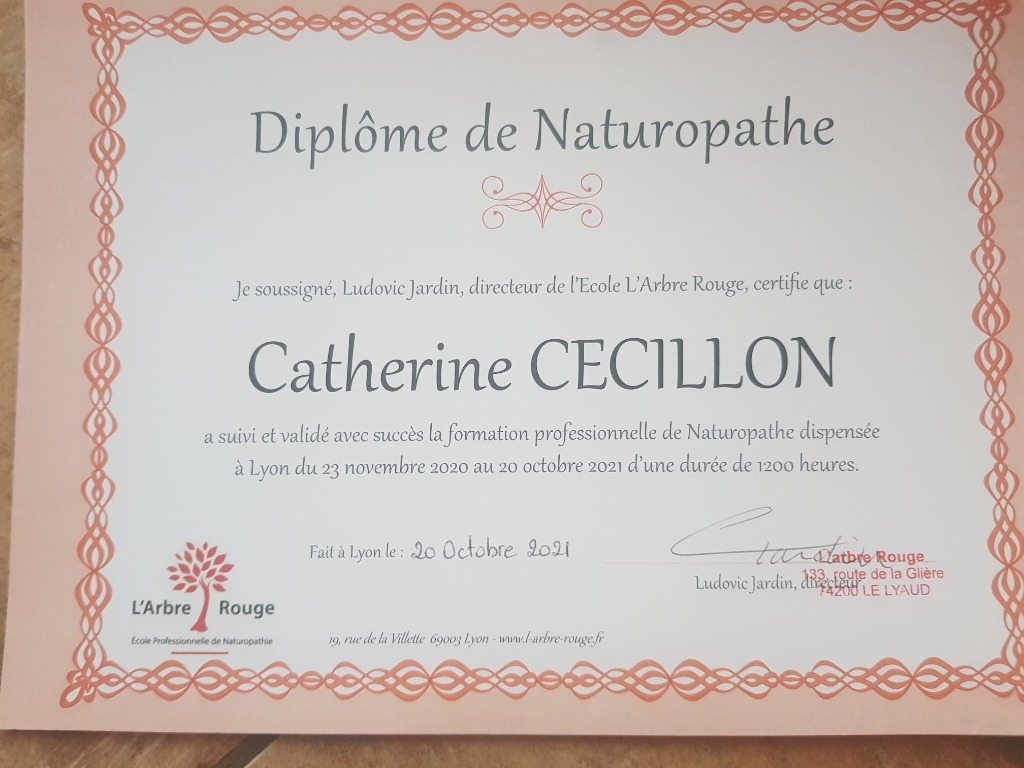 Diplôme de Naturopathe
Je soussigné, Ludovic Jardin, directeur de l'Ecole L'Arbre Rouge, certifie que :
Catherine CECILLON
a suivi et validé avec succès la formation professionnelle de Naturopathe dispensée
à Lyon du 23 novembre 2020 au 20 octobre 2021 d'une durée de 1200 heures.
Fait à Lyon le : 20 Octobre 2021
Ludovic Jardin, directeur
L'arbre Rouge
133, route de la Glière
74200 LE LYAUD
L'Arbre Rouge
École Professionnelle de Naturopathie
19, rue de la Villette 69003 Lyon - www.l-arbre-rouge.fr